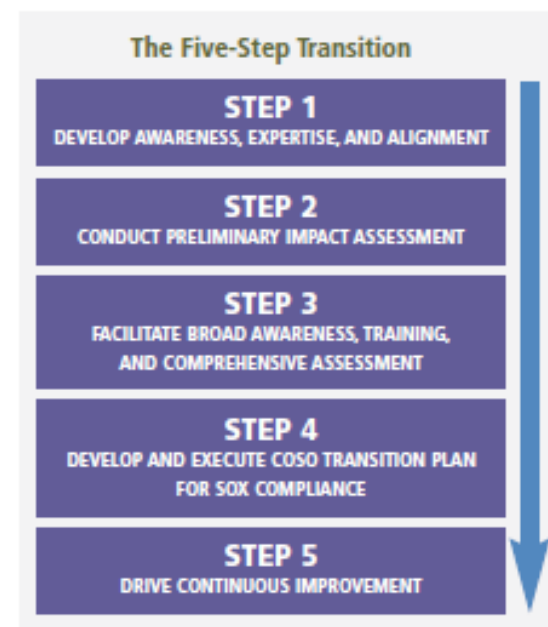 The Five-Step Transition
STEP 1
DEVELOP AWARENESS, EXPERTISE, AND ALIGNMENT
STEP 2
CONDUCT PRELIMINARY IMPACT ASSESSMENT
STEP 3
FACILITATE BROAD AWARENESS, TRAINING,
AND COMPREHENSIVE ASSESSMENT
STEP 4
DEVELOP AND EXECUTE COSO TRANSITION PLAN
FOR SOX COMPLIANCE
STEP 5
DRIVE CONTINUOUS IMPROVEMENT